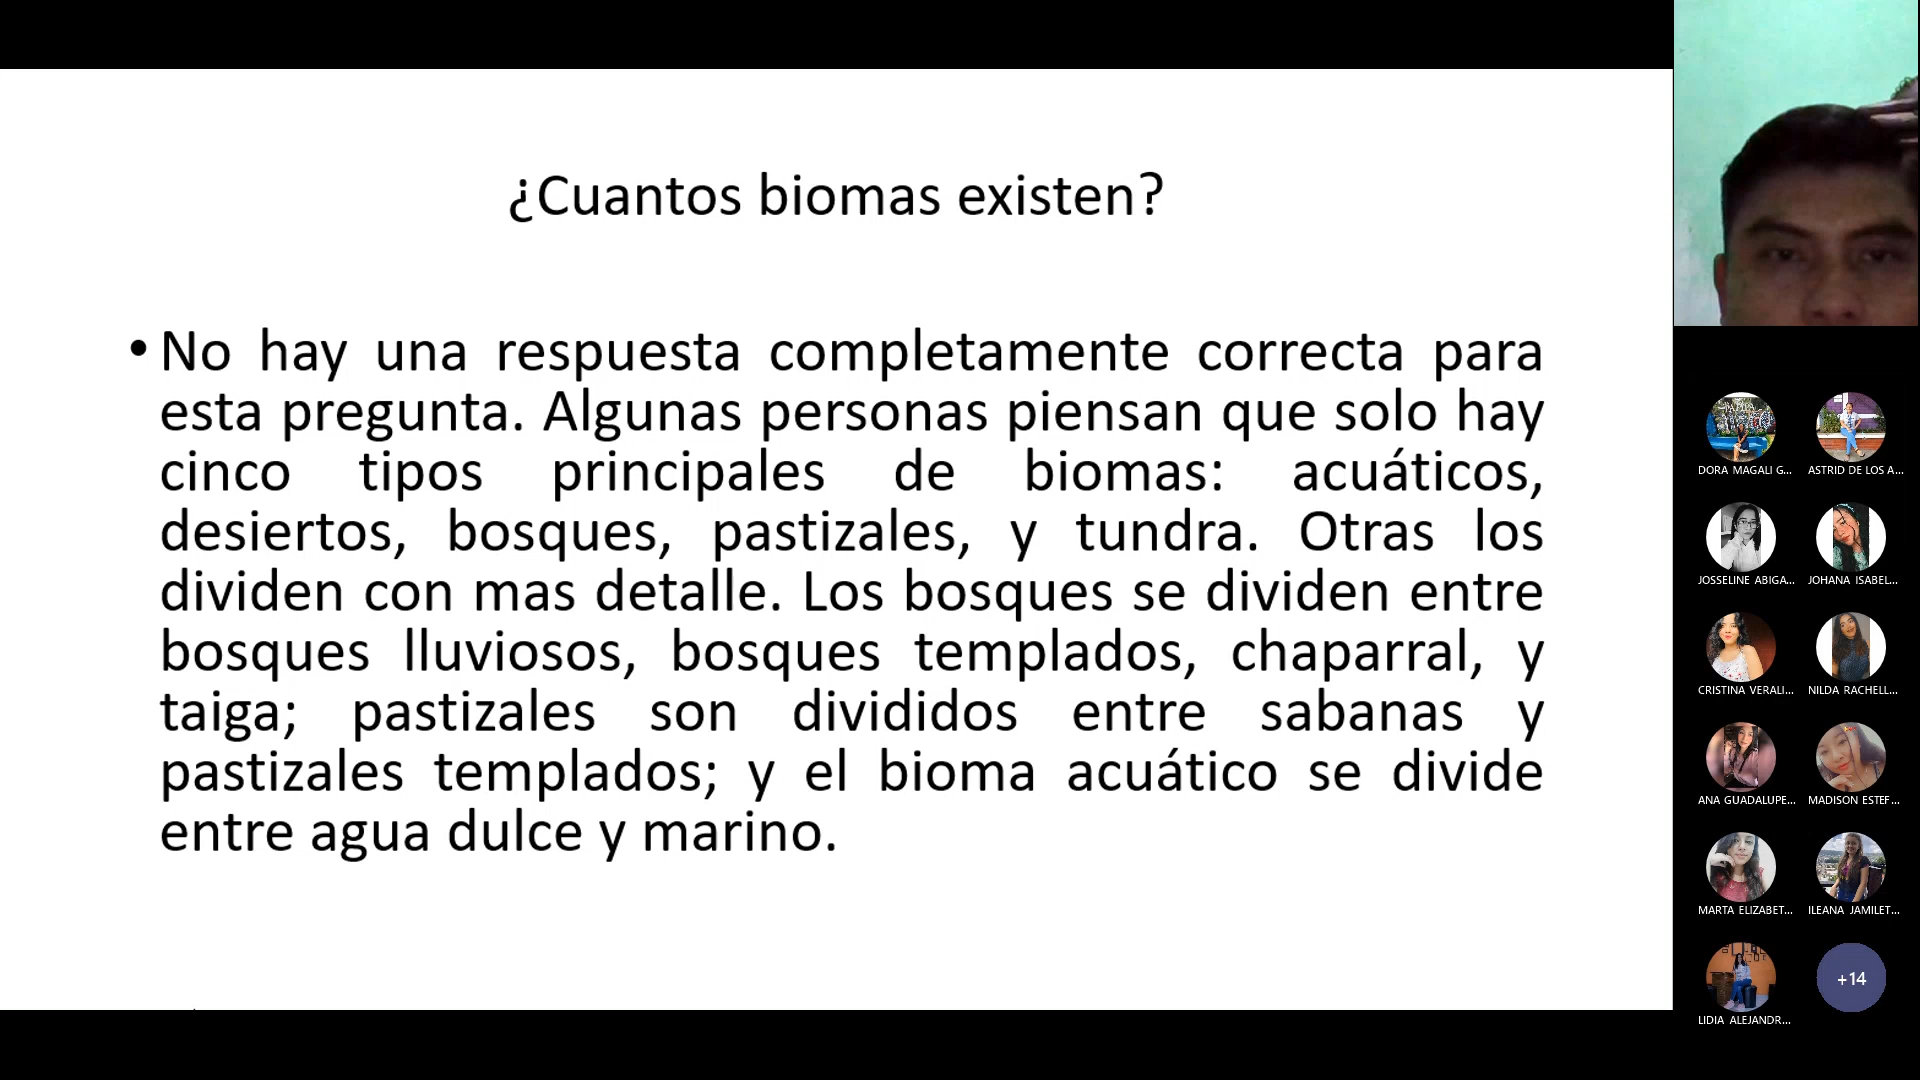 ¿Cuantos biomas existen?
• No hay una respuesta completamente correcta para
esta pregunta. Algunas personas piensan que solo hay
cinco tipos principales de biomas: acuáticos,
desiertos, bosques, pastizales, y tundra. Otras los
dividen con mas detalle. Los bosques se dividen entre
bosques lluviosos, bosques templados, chaparral, y
taiga; pastizales son divididos entre sabanas y
pastizales templados; y el bioma acuático se divide
entre agua dulce y marino.
DORA MAGALI G...
ASTRID DE LOS A...
JOSSELINE ABIGA...
JOHANA ISABEL...
CRISTINA VERALI...
NILDA RACHELL...
ANA GUADALUPE...
MADISON ESTEF...
MARTA ELIZABET...
ILEANA JAMILET...
LIDIA ALEJANDR...
+14